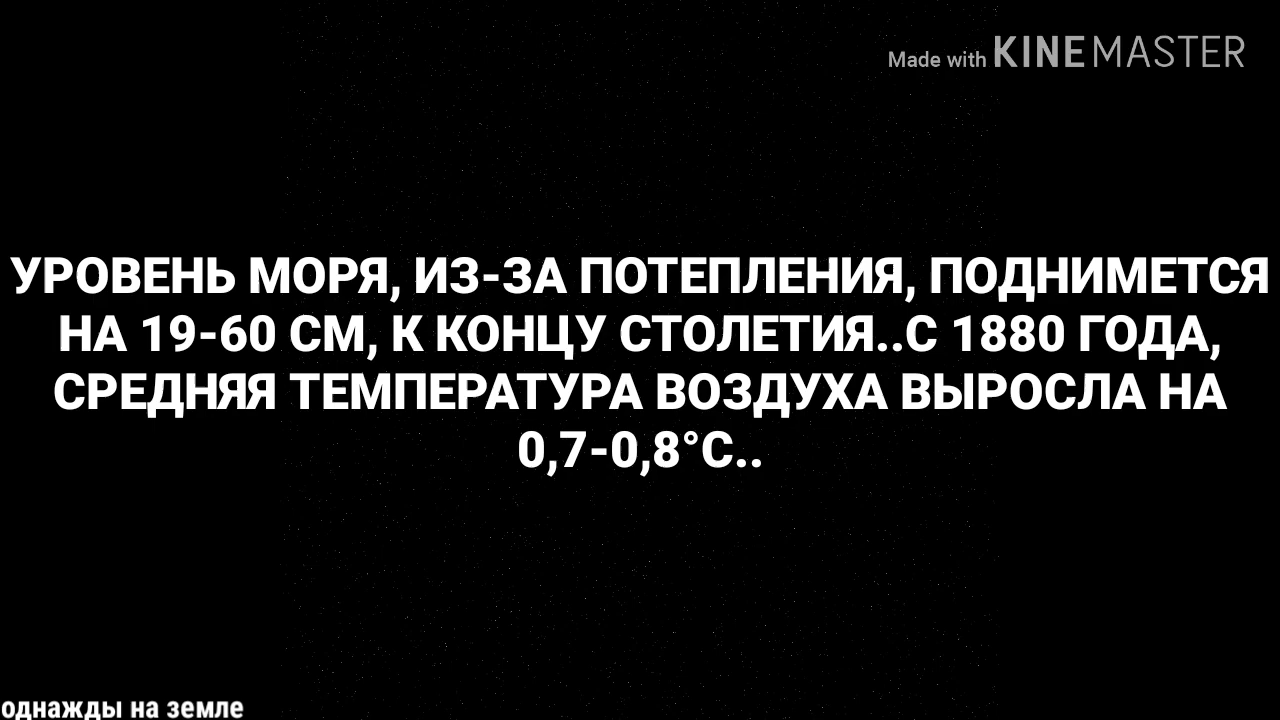 Made with KINEMASTER
УРОВЕНЬ МОРЯ, ИЗ-ЗА ПОТЕПЛЕНИЯ, ПОДНИМЕТСЯ
НА 19-60 СМ, К КОНЦУ СТОЛЕТИЯ..С 1880 ГОДА,
СРЕДНЯЯ ТЕМПЕРАТУРА ВОЗДУХА ВЫРОСЛА НА
0,7-0,8°С..
однажды на земле